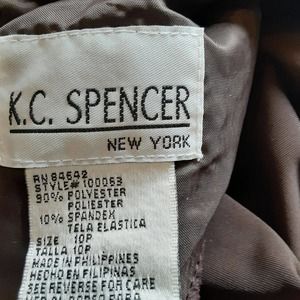 K.C. SPENCER
NEW YORK
RN 84642
STYLE# 100063
90% POLYESTER
POLIESTER
10% SPANDEX
TELA ELASTICA
SIZE 10P
TALLA 10P
MADE IN PHILIPPINES
HECHO EN FILIPINAS
SEE REVERSE FOR CARE